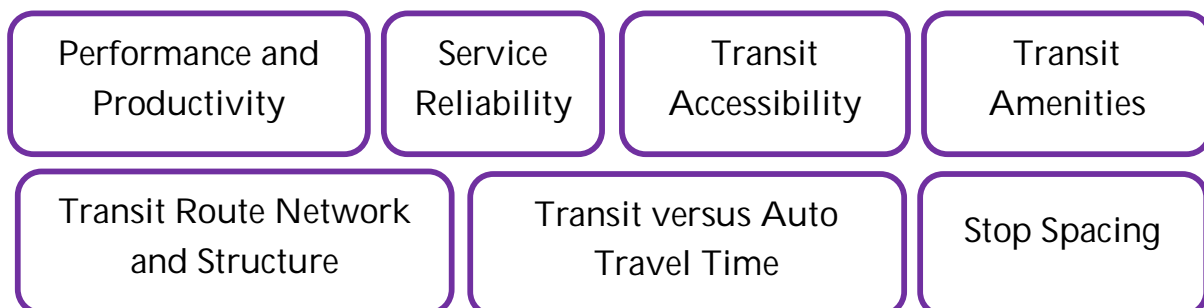 Performance and
Productivity
Service
Reliability
Transit
Accessibility
Transit
Amenities
Transit Route Network
and Structure
Transit versus Auto
Travel Time
Stop Spacing